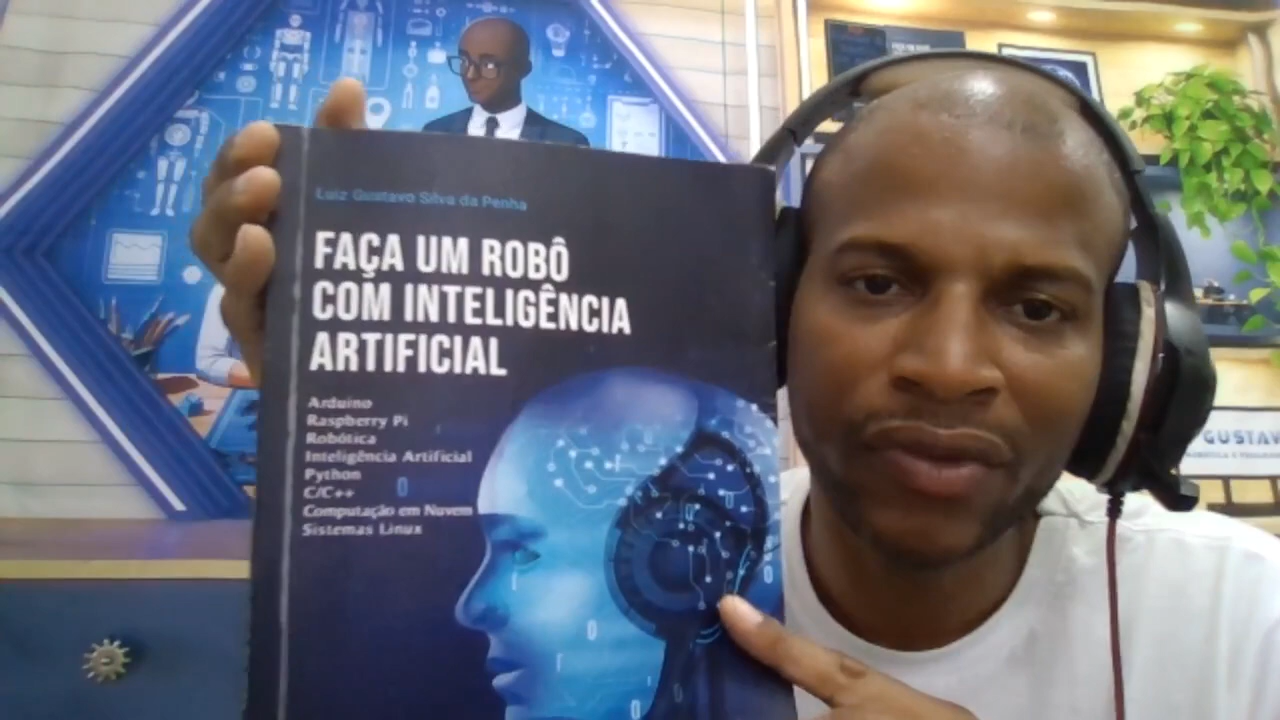 Luiz Gustavo Silva da Penha
FAÇA UM ROBÔ
COM INTELIGÊNCIA
ARTIFICIAL
Arduino
Raspberry Pi
Robótica
Inteligência Artificial
Python
C/C++
Computação em Nuvem
Sistemas Linux
GUSTAV